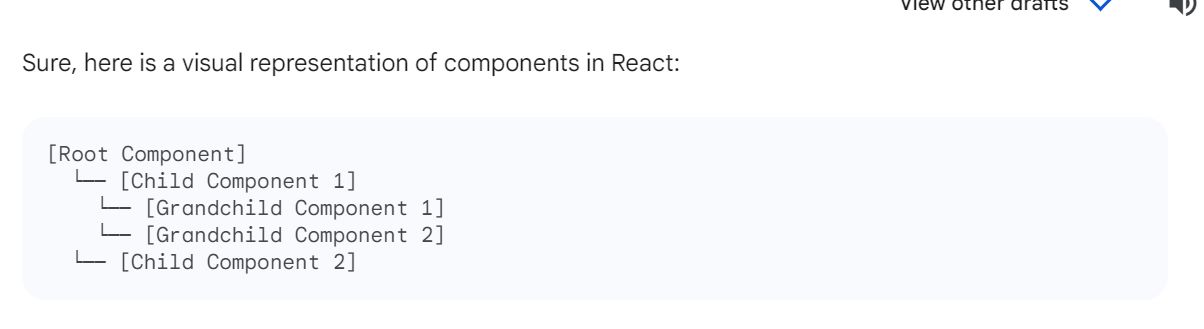 View other drafts
Sure, here is a visual representation of components in React:
[Root Component]
└── [Child Component 1]
└── [Grandchild Component 1]
└── [Grandchild Component 2]
└── [Child Component 2]